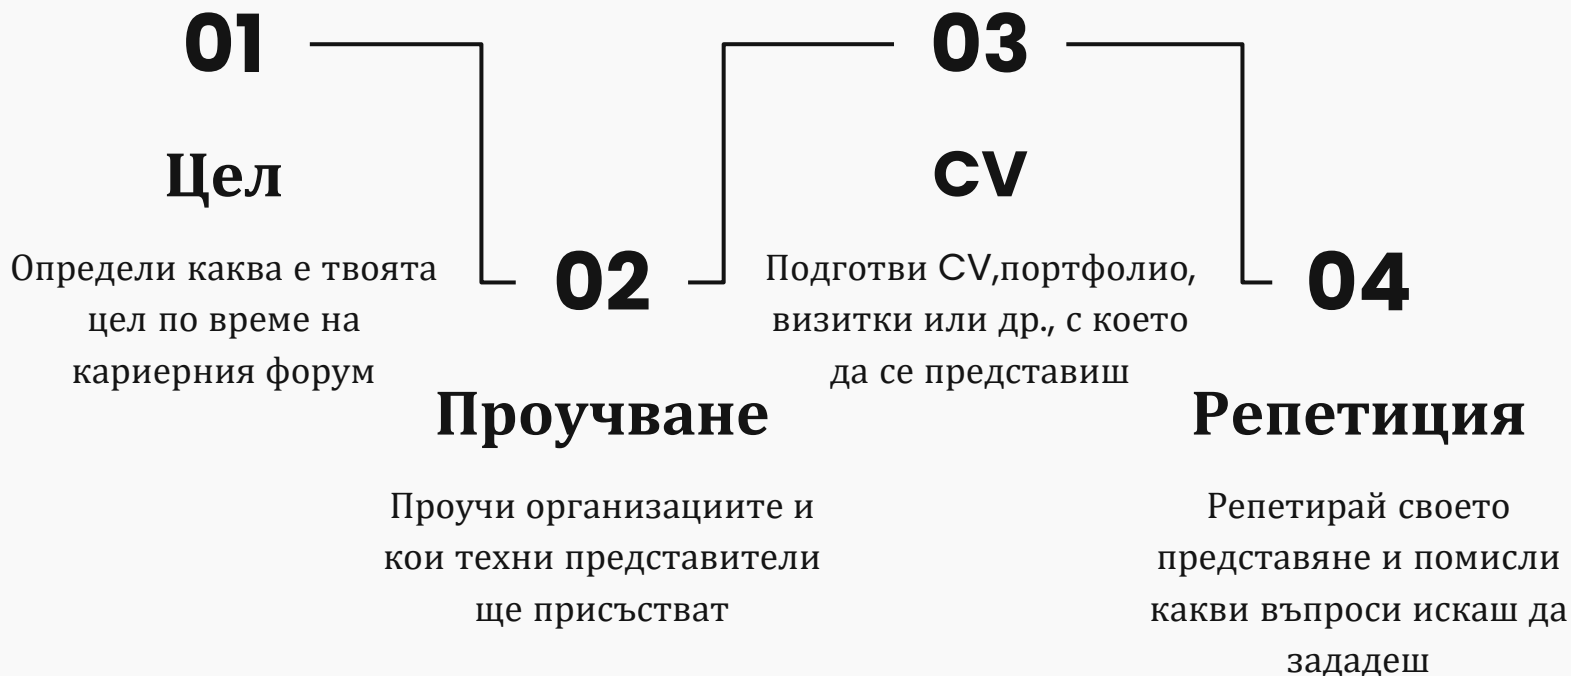 01
Цел
Определи каква е твоята
цел по време на
кариерния форум
02
Проучване
Проучи организациите и
кои техни представители
ще присъстват
03
CV
Подготви CV,портфолио,
визитки или др., с което
да се представиш
04
Репетиция
Репетирай своето
представяне и помисли
какви въпроси искаш да
зададеш